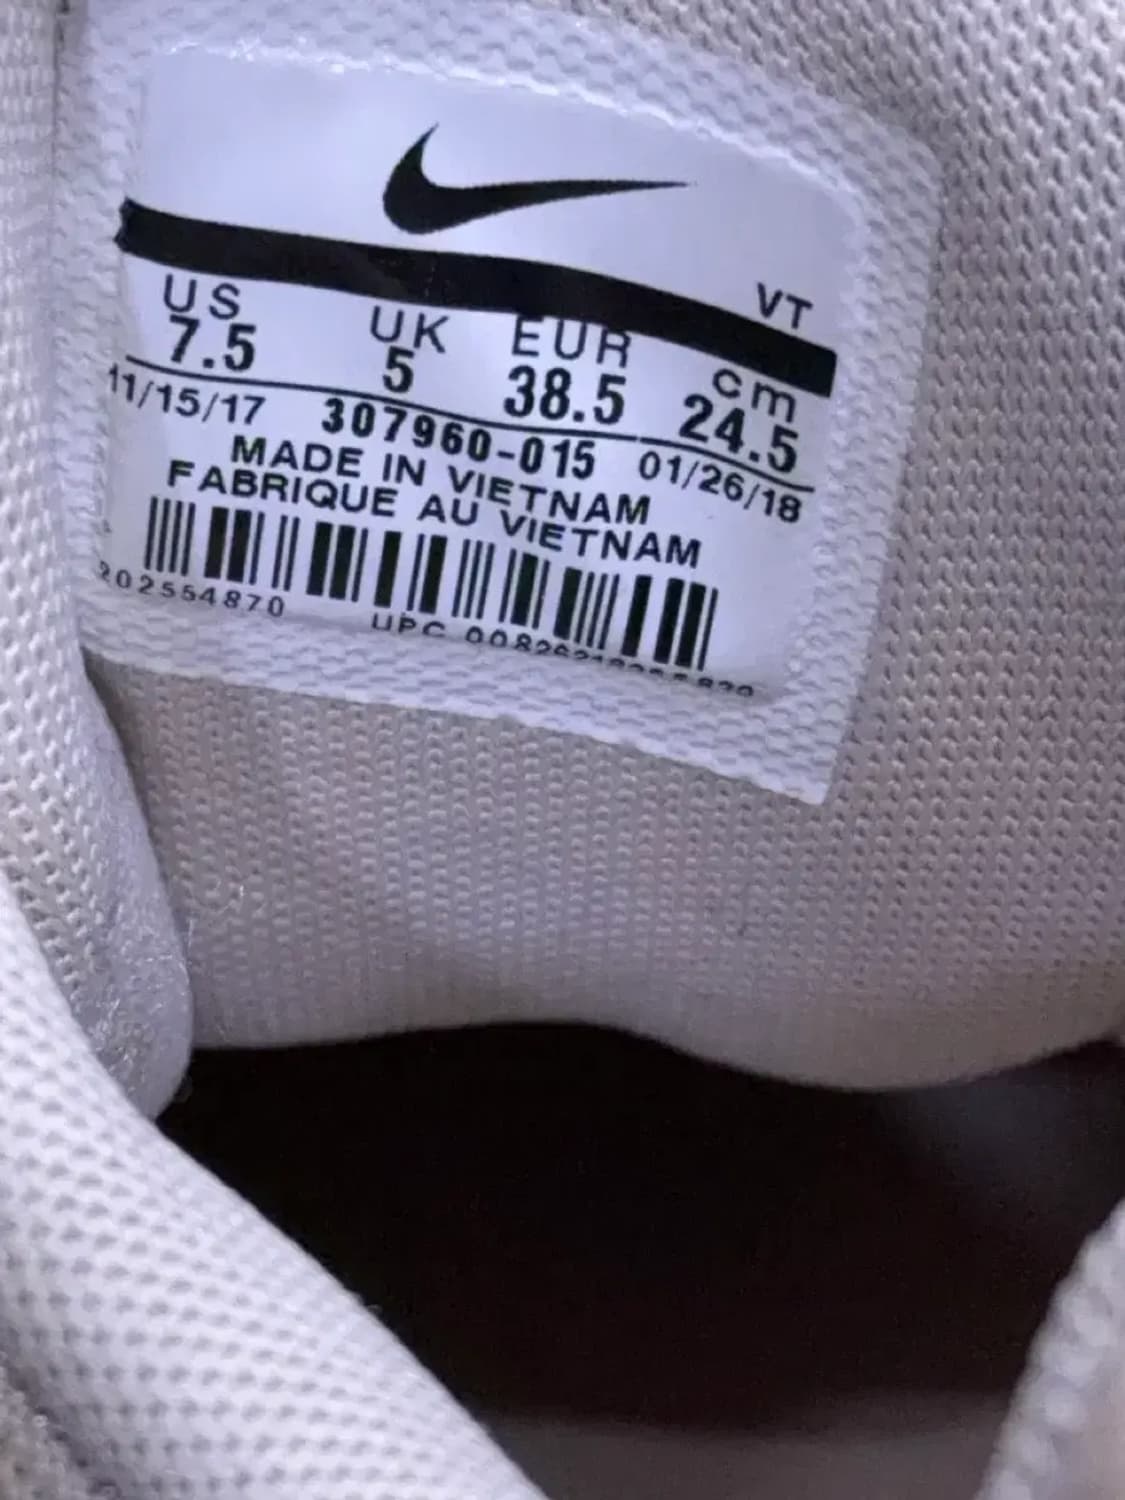 VT
US UK EUR cm
7.5 5 38.5 24.5
11/15/17 307960-015 01/26/18
MADE IN VIETNAM
FABRIQUE AU VIETNAM
202554870 UPC